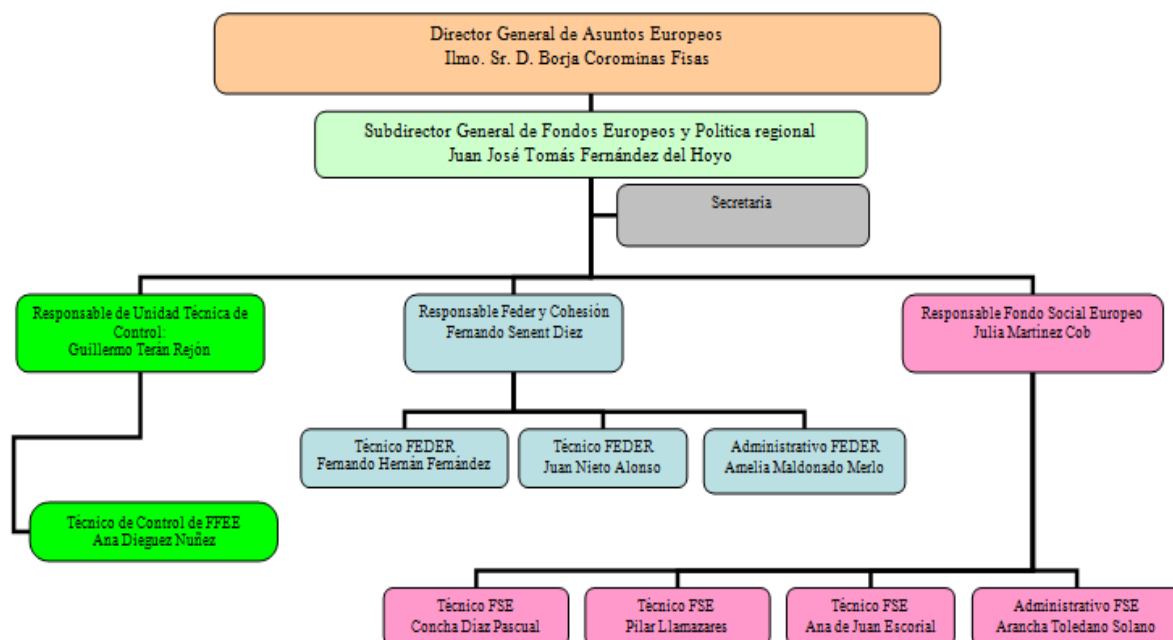 Director General de Asuntos Europeos
Ilmo. Sr. D. Borja Corominas Fisas
Subdirector General de Fondos Europeos y Política regional
Juan José Tomás Fernández del Hoyo
Secretaria
Responsable de Unidad Técnica de
Control:
Guillermo Terán Rejón
Responsable Feder y Cohesión
Fernando Senent Diez
Responsable Fondo Social Europeo
Julia Martinez Cob
Técnico FEDER
Fernando Hernán Fernández
Técnico FEDER
Juan Nieto Alonso
Administrativo FEDER
Amelia Maldonado Merlo
Técnico de Control de FFEE
Ana Dieguez Nuñez
Técnico FSE
Concha Diaz Pascual
Técnico FSE
Pilar Llamazares
Técnico FSE
Ana de Juan Escorial
Administrativo FSE
Arancha Toledano Solano